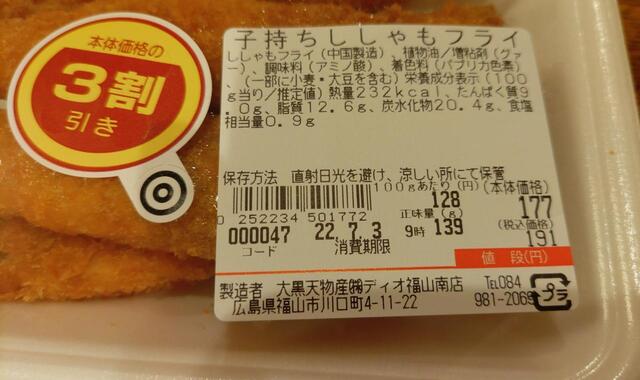 本体価格の
3割
引き
子持ちししゃもフライ
ししゃもフライ(中国製造)、植物油/増粘剤(グァ
ー)、調味料(アミノ酸)、着色料(パプリカ色素)
、(一部に小麦・大豆を含む)栄養成分表示(100
g当り/推定値)熱量232kcal、たんぱく質9
.0g、脂質12.6g、炭水化物20.4g、食塩
相当量0.9g
保存方法 直射日光を避け、涼しい所にて保管
100gあたり(円) (本体価格)
128 177
0 252234 501772 正味量(g) (税込価格)
000047 22.7.3 9時 139 191
コード 消費期限
値段(円)
製造者 大黒天物産㈱ディオ福山南店 TEL084
広島県福山市川口町4-11-22 981-2068
プラ